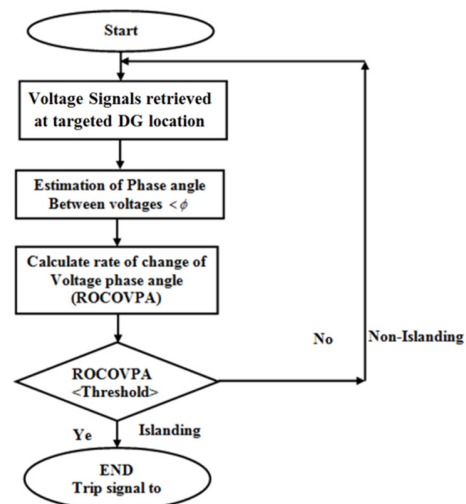 Start
Voltage Signals retrieved
at targeted DG location
Estimation of Phase angle
Between voltages <ϕ
Calculate rate of change of
Voltage phase angle
(ROCOVPA)
No
Non-Islanding
ROCOVPA
<Threshold>
Ye
Islanding
END
Trip signal to